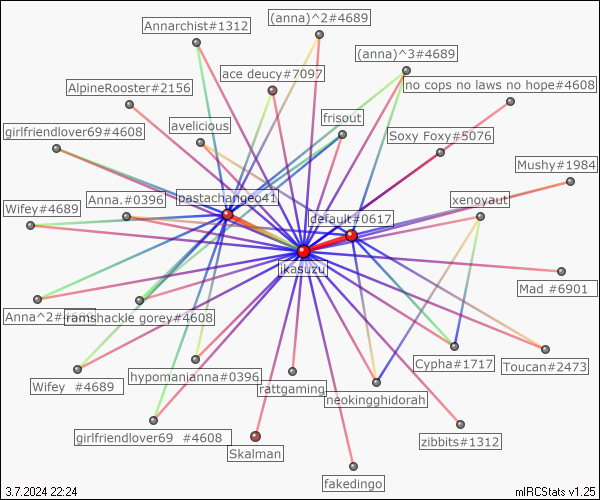 (anna)^2#4689
Annarchist#1312
(anna)^3#4689
ace deucy#7097
no cops no laws no hope#4608
AlpineRooster#2156
frisout
avelicious
girlfriendlover69#4608
Soxy Foxy#5076
Mushy#1984
pastachangeo41
Anna.#0396
xengyaut
Wifey#4689
default#0617
ikasuzu
Mad #6901
Anna^2#
ramshackle gorey#4608
Cypha#1717
Toucan#2473
hypomanianna#0396
Wifey #4689
rattgaming
neokingghidorah
girlfriendlover69 #4608
zibbits#1312
Skalman
fakedingo
3.7.2024 22:24
mIRCStats v1.25